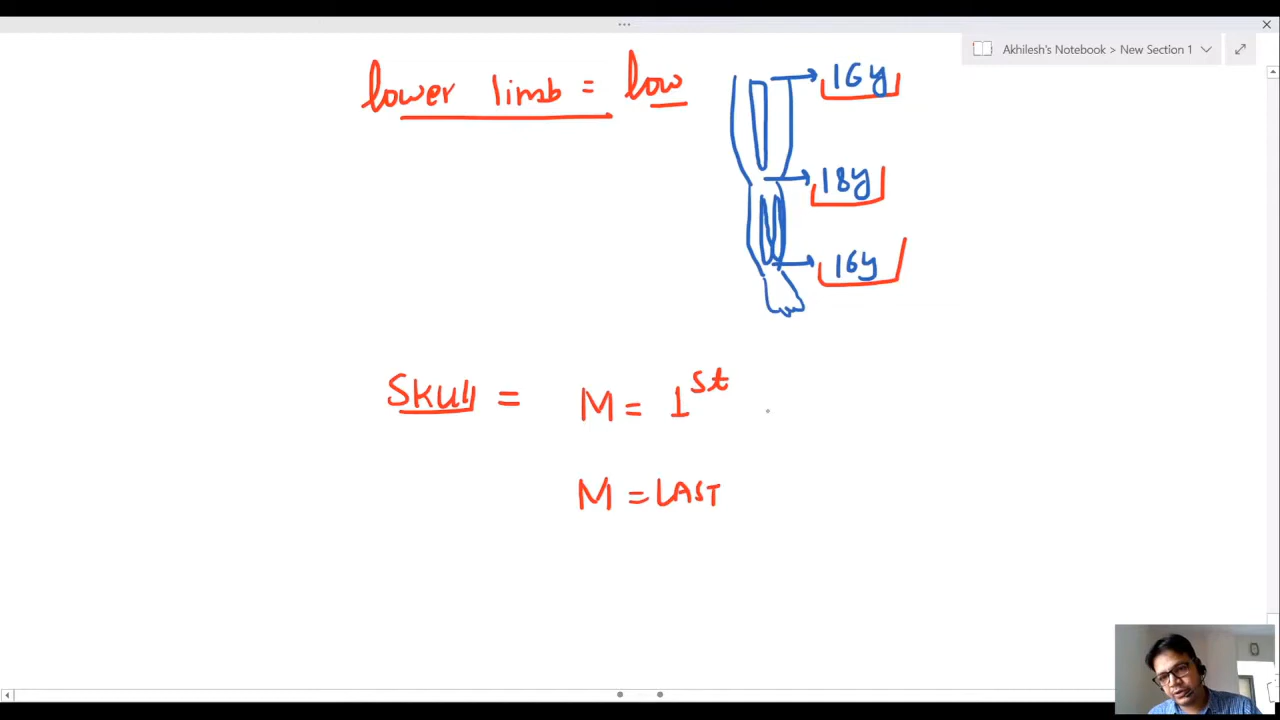 Akhilesh's Notebook > New Section 1
lower limb = low
16y
18y
16y
Skull = M = 1st
M = LAST